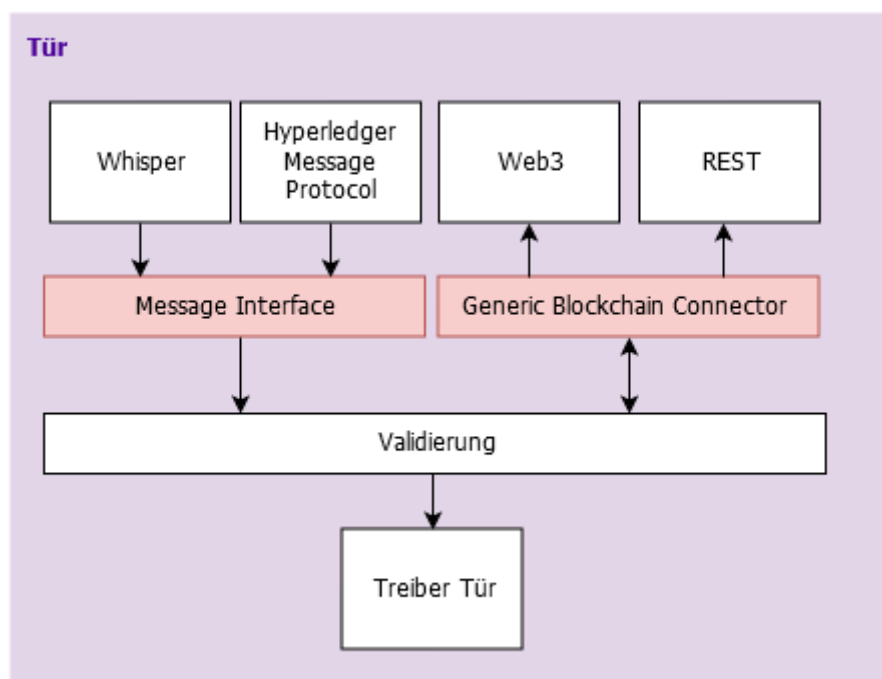 Tür
Whisper
Hyperledger
Message
Protocol
Web3
REST
Message Interface
Generic Blockchain Connector
Validierung
Treiber Tür